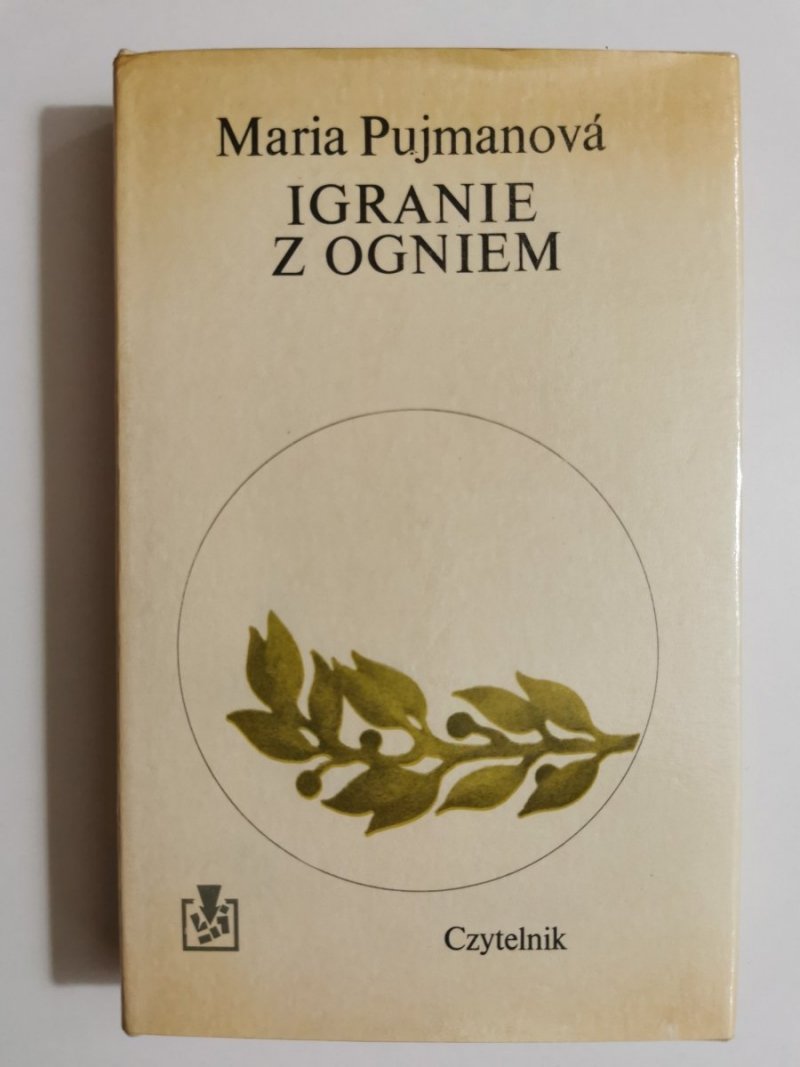 Maria Pujmanová
IGRANIE
Z OGNIEM
Czytelnik